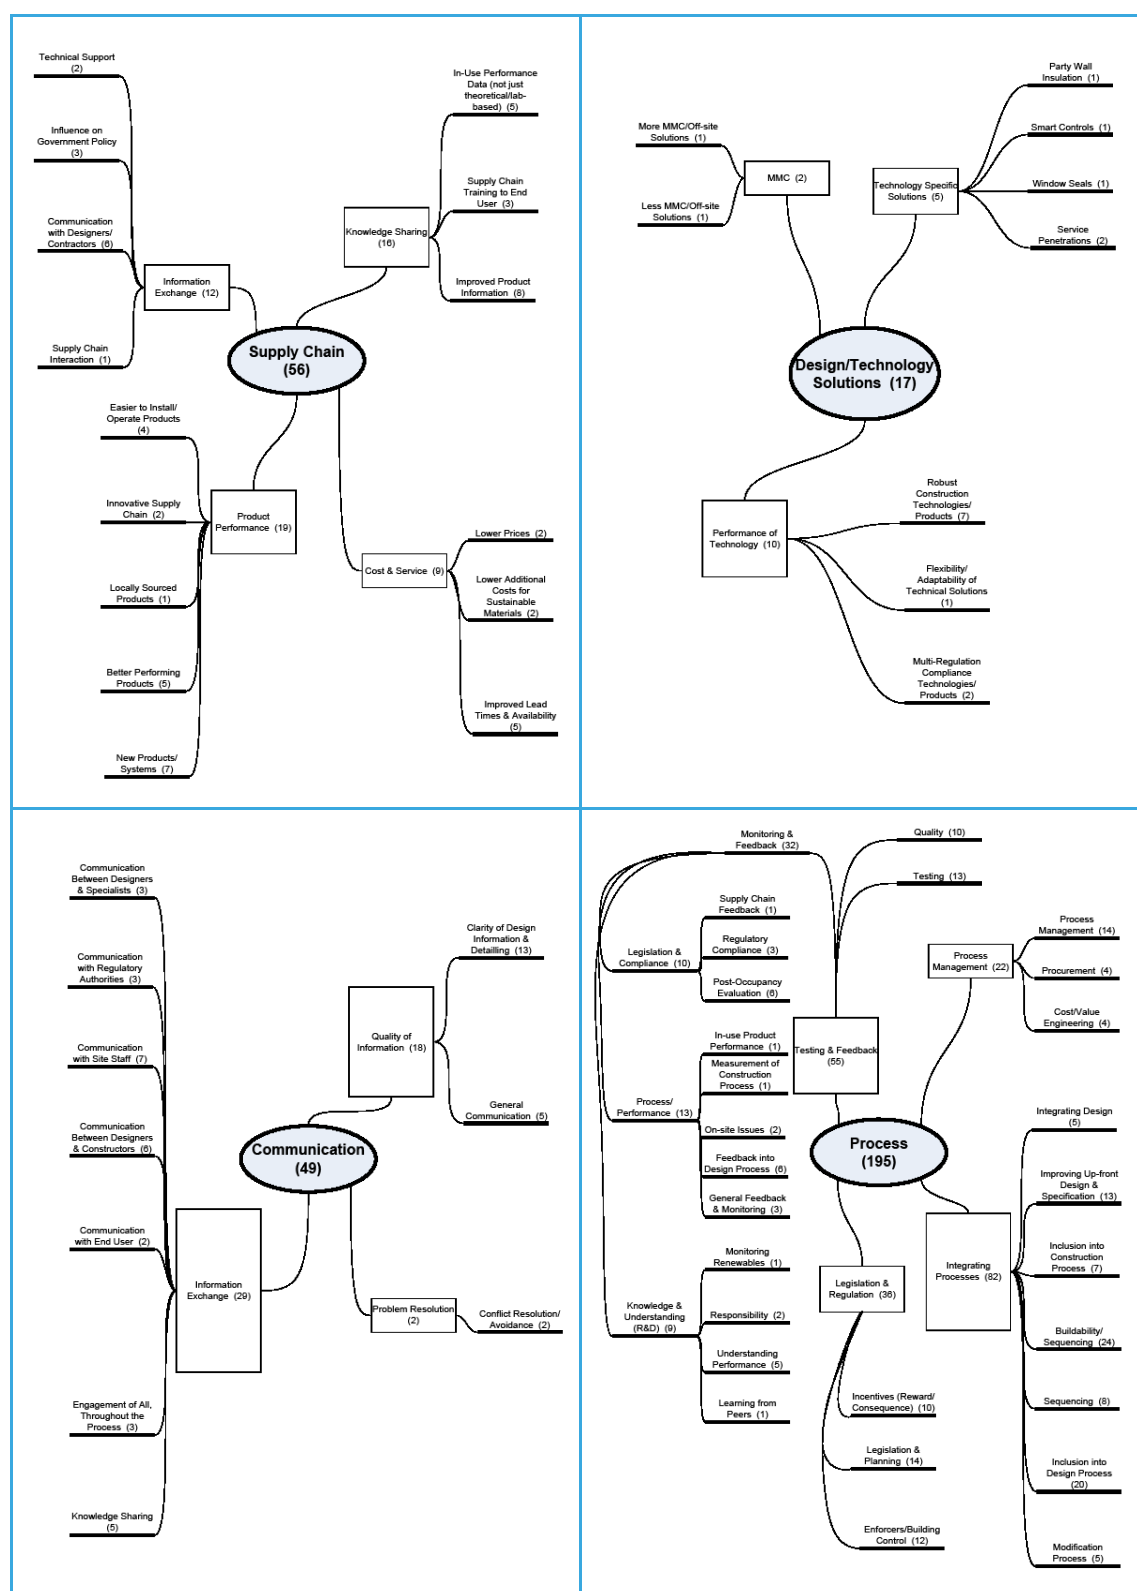 Technical Support
(2)
Influence on
Government Policy
(3)
Communication
with Designers/
Contractors (6)
Supply Chain
Interaction (1)
Information
Exchange (12)
In-Use Performance
Data (not just
theoretical/lab-
based) (5)
Supply Chain
Training to End
User (3)
Improved Product
Information (8)
Knowledge Sharing
(16)
Supply Chain
(56)
Easier to Install/
Operate Products
(4)
Innovative Supply
Chain (2)
Locally Sourced
Products (1)
Better Performing
Products (5)
New Products/
Systems (7)
Product
Performance (19)
Cost & Service (9)
Lower Prices (2)
Lower Additional
Costs for
Sustainable
Materials (2)
Improved Lead
Times & Availability
(5)
More MMC/Off-site
Solutions (1)
Less MMC/Off-site
Solutions (1)
MMC (2)
Technology Specific
Solutions (5)
Party Wall
Insulation (1)
Smart Controls (1)
Window Seals (1)
Service
Penetrations (2)
Design/Technology
Solutions (17)
Performance of
Technology (10)
Robust
Construction
Technologies/
Products (7)
Flexibility/
Adaptability of
Technical Solutions
(1)
Multi-Regulation
Compliance
Technologies/
Products (2)
Communication
Between Designers
& Specialists (3)
Communication
with Regulatory
Authorities (3)
Communication
with Site Staff (7)
Communication
Between Designers
& Constructors (6)
Communication
with End User (2)
Engagement of All,
Throughout the
Process (3)
Knowledge Sharing
(5)
Information
Exchange (29)
Clarity of Design
Information &
Detailling (13)
General
Communication (5)
Quality of
Information (18)
Communication
(49)
Problem Resolution
(2)
Conflict Resolution/
Avoidance (2)
Monitoring &
Feedback (32)
Quality (10)
Testing (13)
Legislation &
Compliance (10)
Supply Chain
Feedback (1)
Regulatory
Compliance (3)
Post-Occupancy
Evaluation (6)
Process/
Performance (13)
In-use Product
Performance (1)
Measurement of
Construction
Process (1)
On-site Issues (2)
Feedback into
Design Process (6)
General Feedback
& Monitoring (3)
Knowledge &
Understanding
(R&D) (9)
Monitoring
Renewables (1)
Responsibility (2)
Understanding
Performance (5)
Learning from
Peers (1)
Testing & Feedback
(55)
Process
(195)
Process
Management (22)
Process
Management (14)
Procurement (4)
Cost/Value
Engineering (4)
Legislation &
Regulation (36)
Incentives (Reward/
Consequence) (10)
Legislation &
Planning (14)
Enforcers/Building
Control (12)
Integrating
Processes (82)
Integrating Design
(5)
Improving Up-front
Design &
Specification (13)
Inclusion into
Construction
Process (7)
Buildability/
Sequencing (24)
Sequencing (8)
Inclusion into
Design Process
(20)
Modification
Process (5)